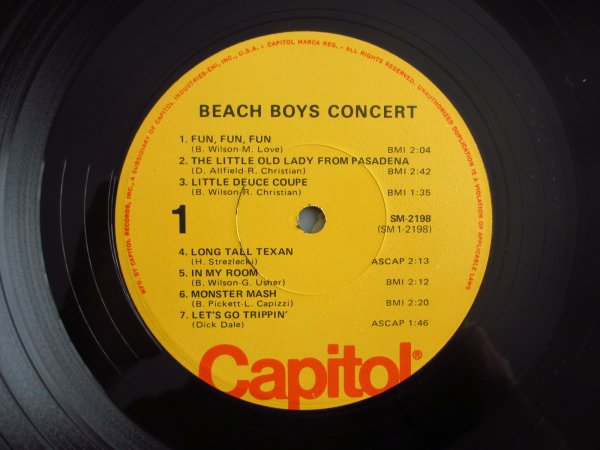 MFG. BY CAPITOL RECORDS, INC., A SUBSIDIARY OF CAPITOL INDUSTRIES-EMI, INC., U.S.A. • CAPITOL MARCA REG. • ALL RIGHTS RESERVED. UNAUTHORIZED DUPLICATION IS A VIOLATION OF APPLICABLE LAWS
BEACH BOYS CONCERT
1. FUN, FUN, FUN
(B. Wilson-M. Love) BMI 2:04
2. THE LITTLE OLD LADY FROM PASADENA
(D. Allfield-R. Christian) BMI 2:42
3. LITTLE DEUCE COUPE
(B. Wilson-R. Christian) BMI 1:35
1 SM-2198
(SM 1-2198)
4. LONG TALL TEXAN
(H. Strezlecki) ASCAP 2:13
5. IN MY ROOM
(B. Wilson-G. Usher) BMI 2:12
6. MONSTER MASH
(B. Pickett-L. Capizzi) BMI 2:20
7. LET'S GO TRIPPIN'
(Dick Dale) ASCAP 1:46
Capitol®